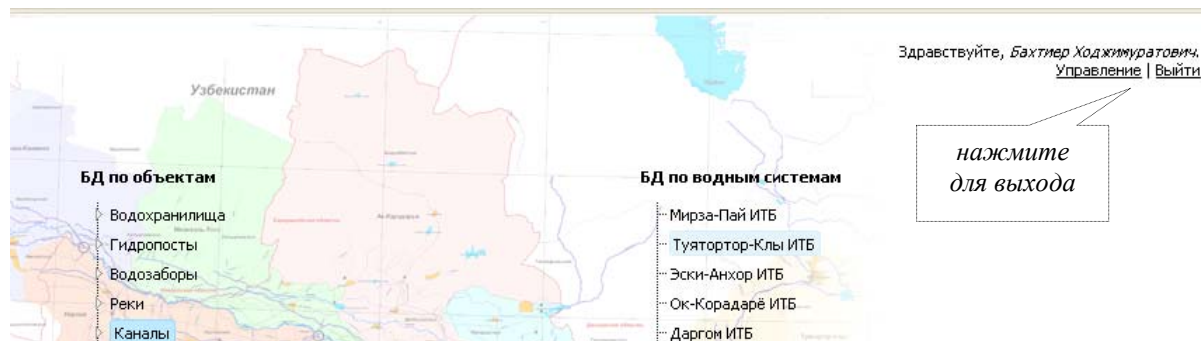 Здравствуйте, Бахтиер Ходжимуратович.
Управление | Выйти
нажмите
для выхода
Узбекистан
БД по объектам
Водохранилища
Гидропосты
Водозаборы
Реки
Каналы
БД по водным системам
Мирза-Пай ИТБ
Туятортор-Клы ИТБ
Эски-Анхор ИТБ
Ок-Корадарё ИТБ
Даргом ИТБ